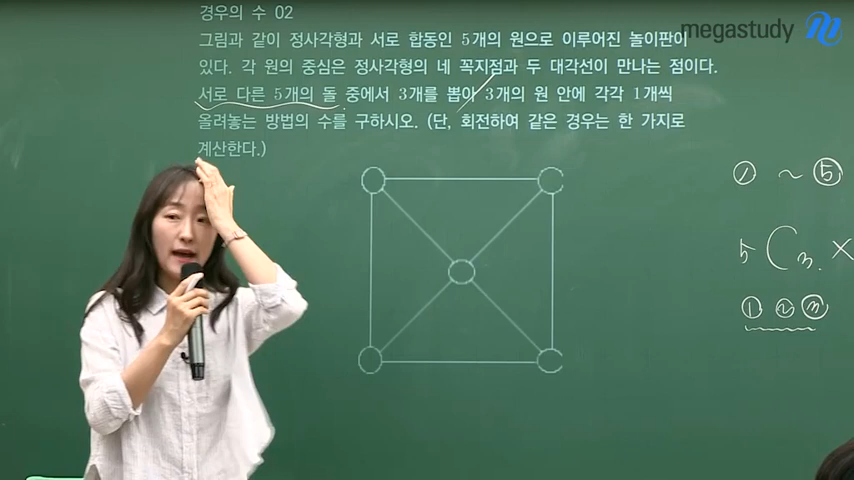 경우의 수 02
megastudy
그림과 같이 정사각형과 서로 합동인 5개의 원으로 이루어진 놀이판이
있다. 각 원의 중심은 정사각형의 네 꼭지점과 두 대각선이 만나는 점이다.
서로 다른 5개의 돌 중에서 3개를 뽑아 3개의 원 안에 각각 1개씩
올려놓는 방법의 수를 구하시오. (단, 회전하여 같은 경우는 한 가지로
계산한다.)
① ~ ⑤
5C3 ×
① ② ③